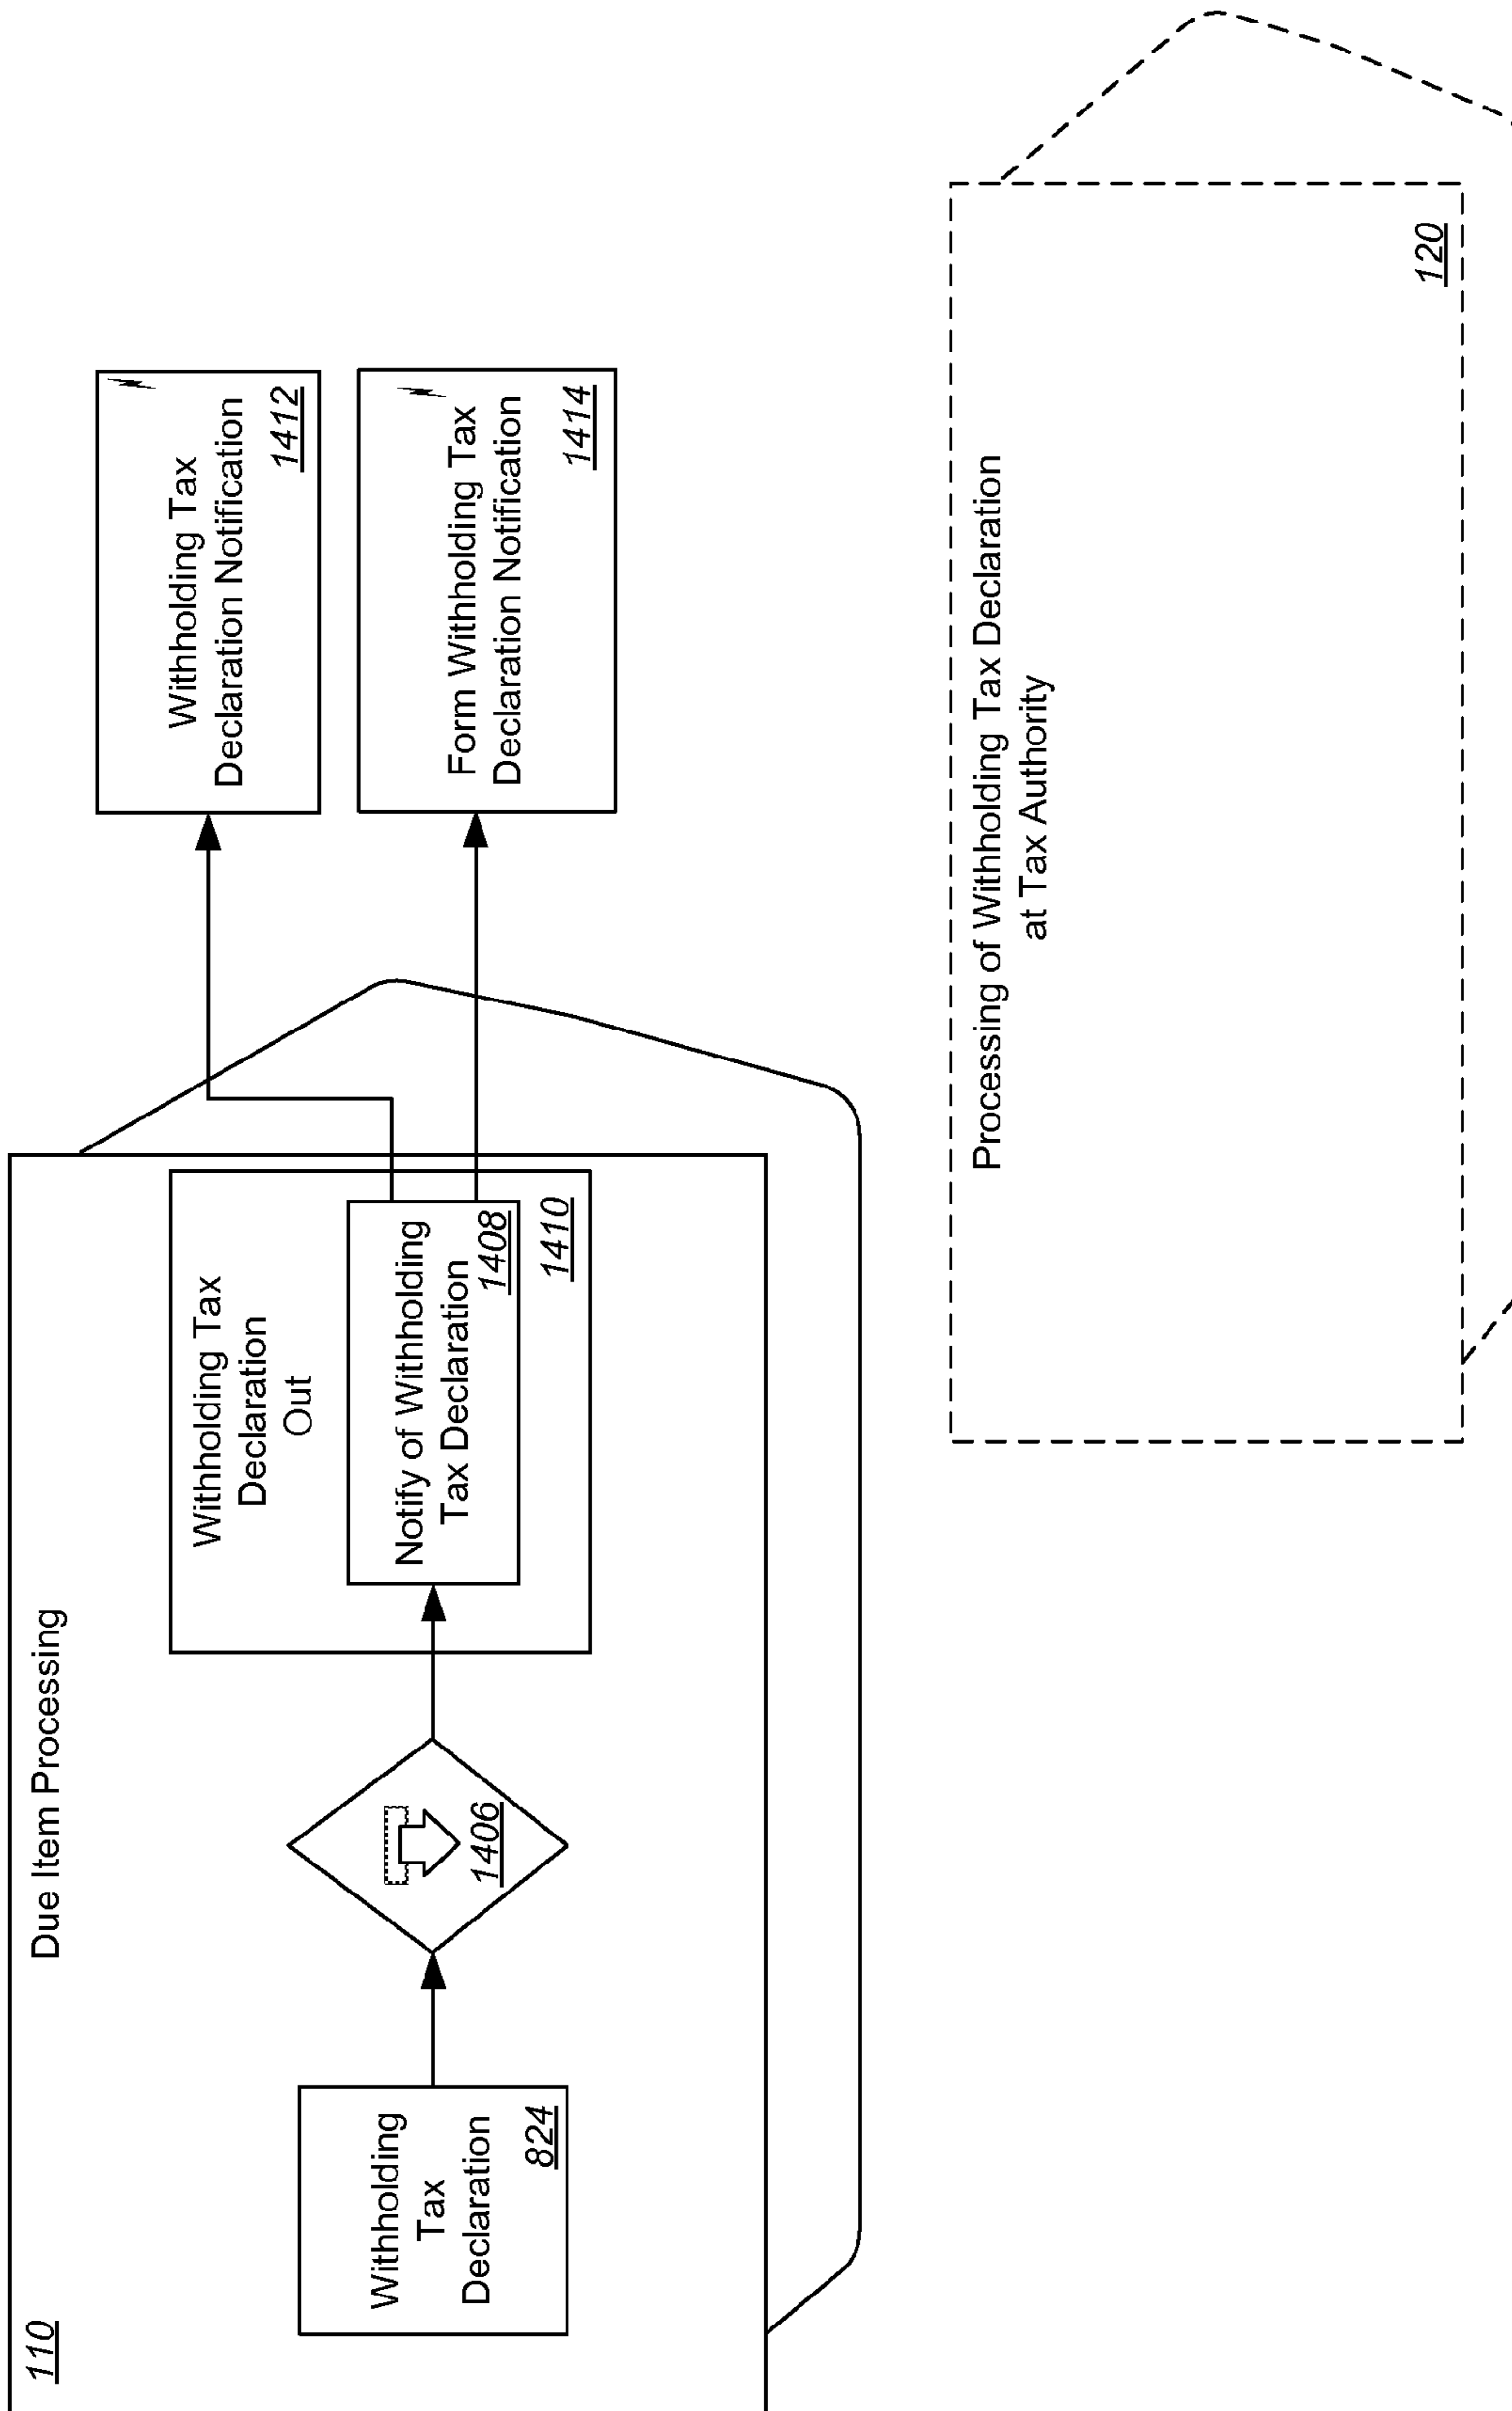 110
Due Item Processing
Withholding
Tax
Declaration
824
1406
Withholding Tax
Declaration
Out
Notify of Withholding
Tax Declaration
1408
1410
Withholding Tax
Declaration Notification
1412
Form Withholding Tax
Declaration Notification
1414
Processing of Withholding Tax Declaration
at Tax Authority
120